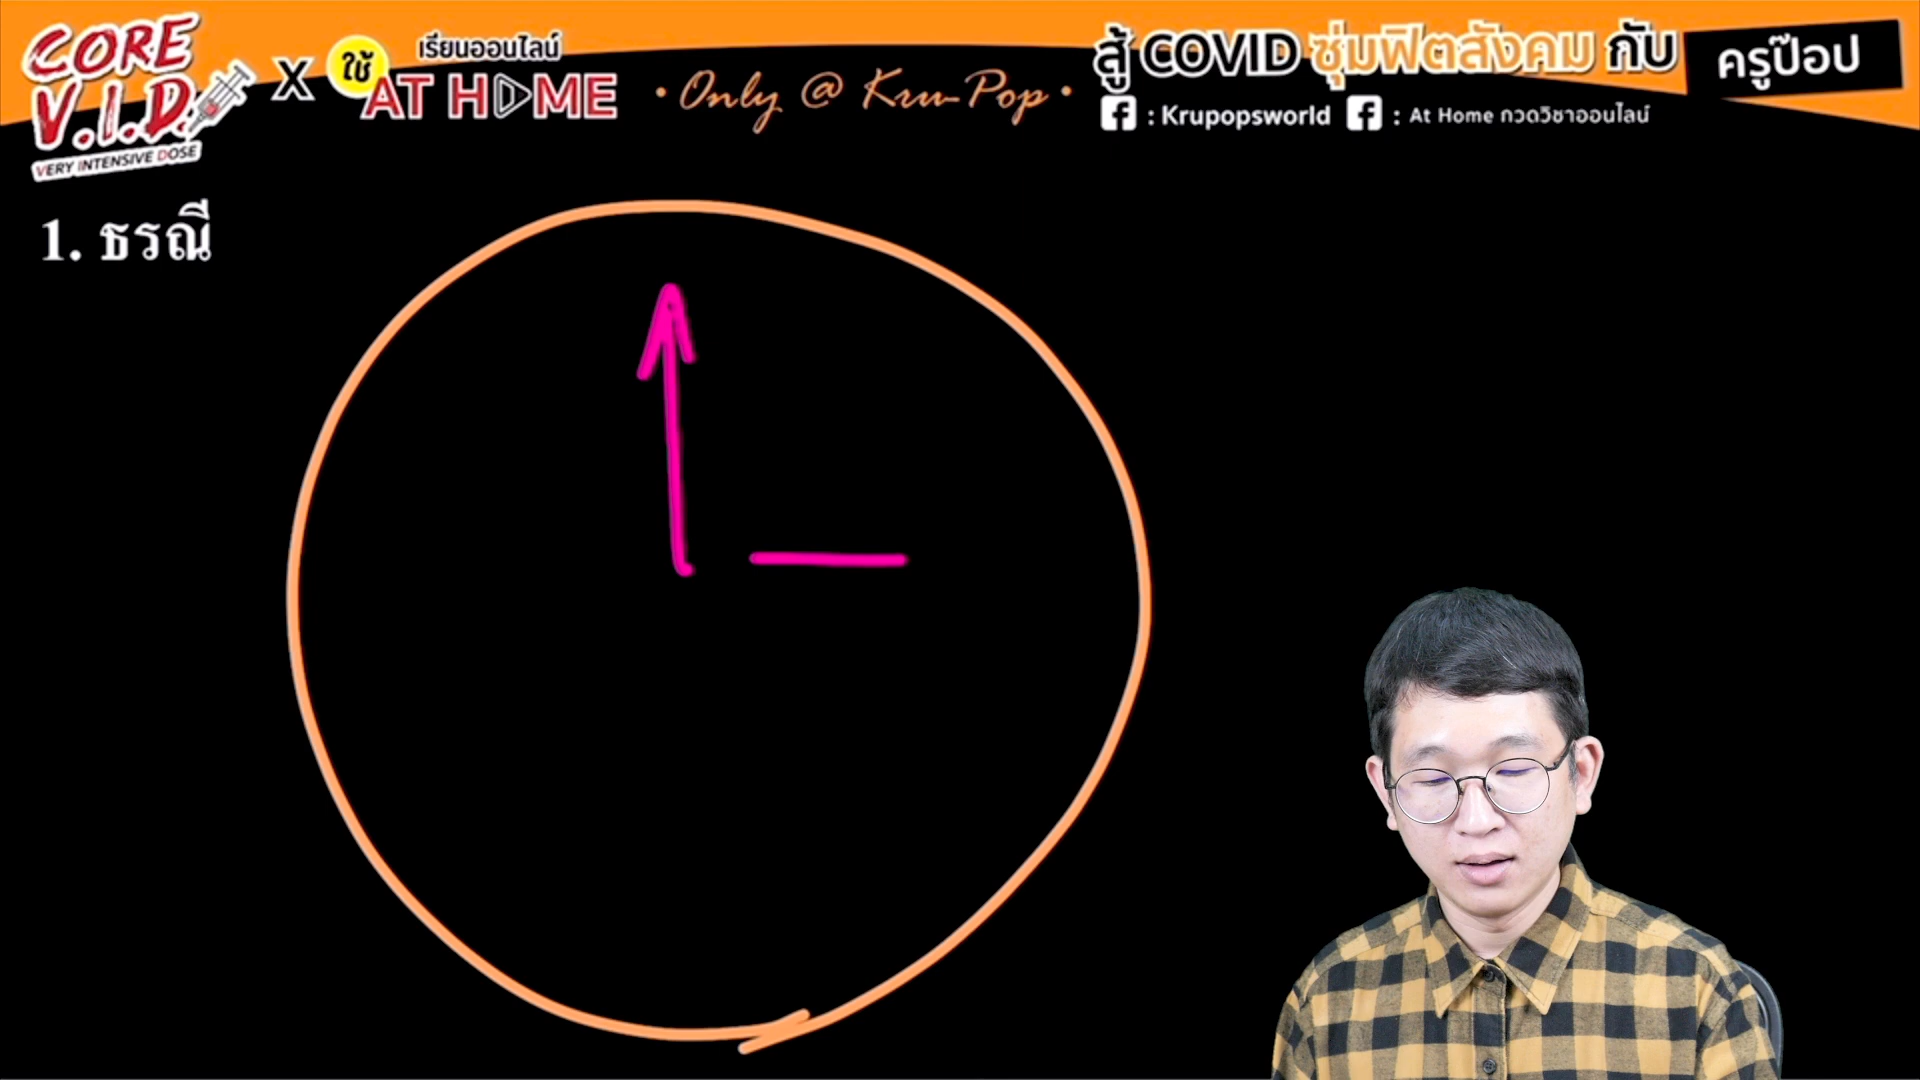 CORE
V.I.D.
VERY INTENSIVE DOSE
X
ใช้
เรียนออนไลน์
AT HOME
• Only @ Kru-Pop •
สู้ COVID ซุ่มฟิตสังคม กับ ครูป๊อป
: Krupopsworld : At Home กวดวิชาออนไลน์
1. ธรณี